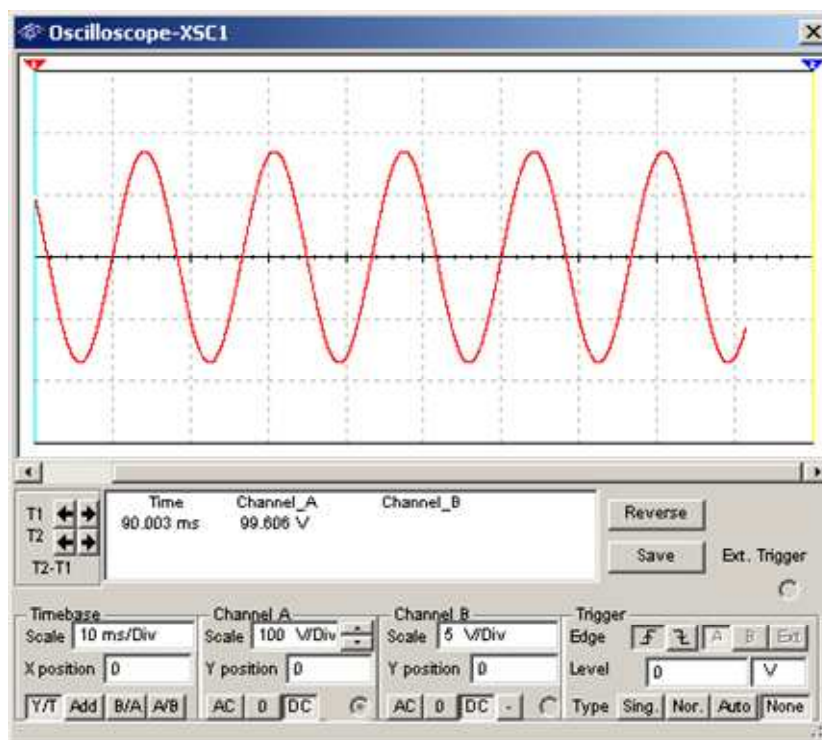 Oscilloscope-XSC1
Time Channel_A Channel_B
T1 90.003 ms 99.606 V
T2
T2-T1
Reverse
Save
Ext. Trigger
Timebase
Scale 10 ms/Div
X position 0
Y/T Add B/A A/B
Channel A
Scale 100 V/Div
Y position 0
AC 0 DC
Channel B
Scale 5 V/Div
Y position 0
AC 0 DC -
Trigger
Edge A B Ext
Level 0 V
Type Sing. Nor. Auto None